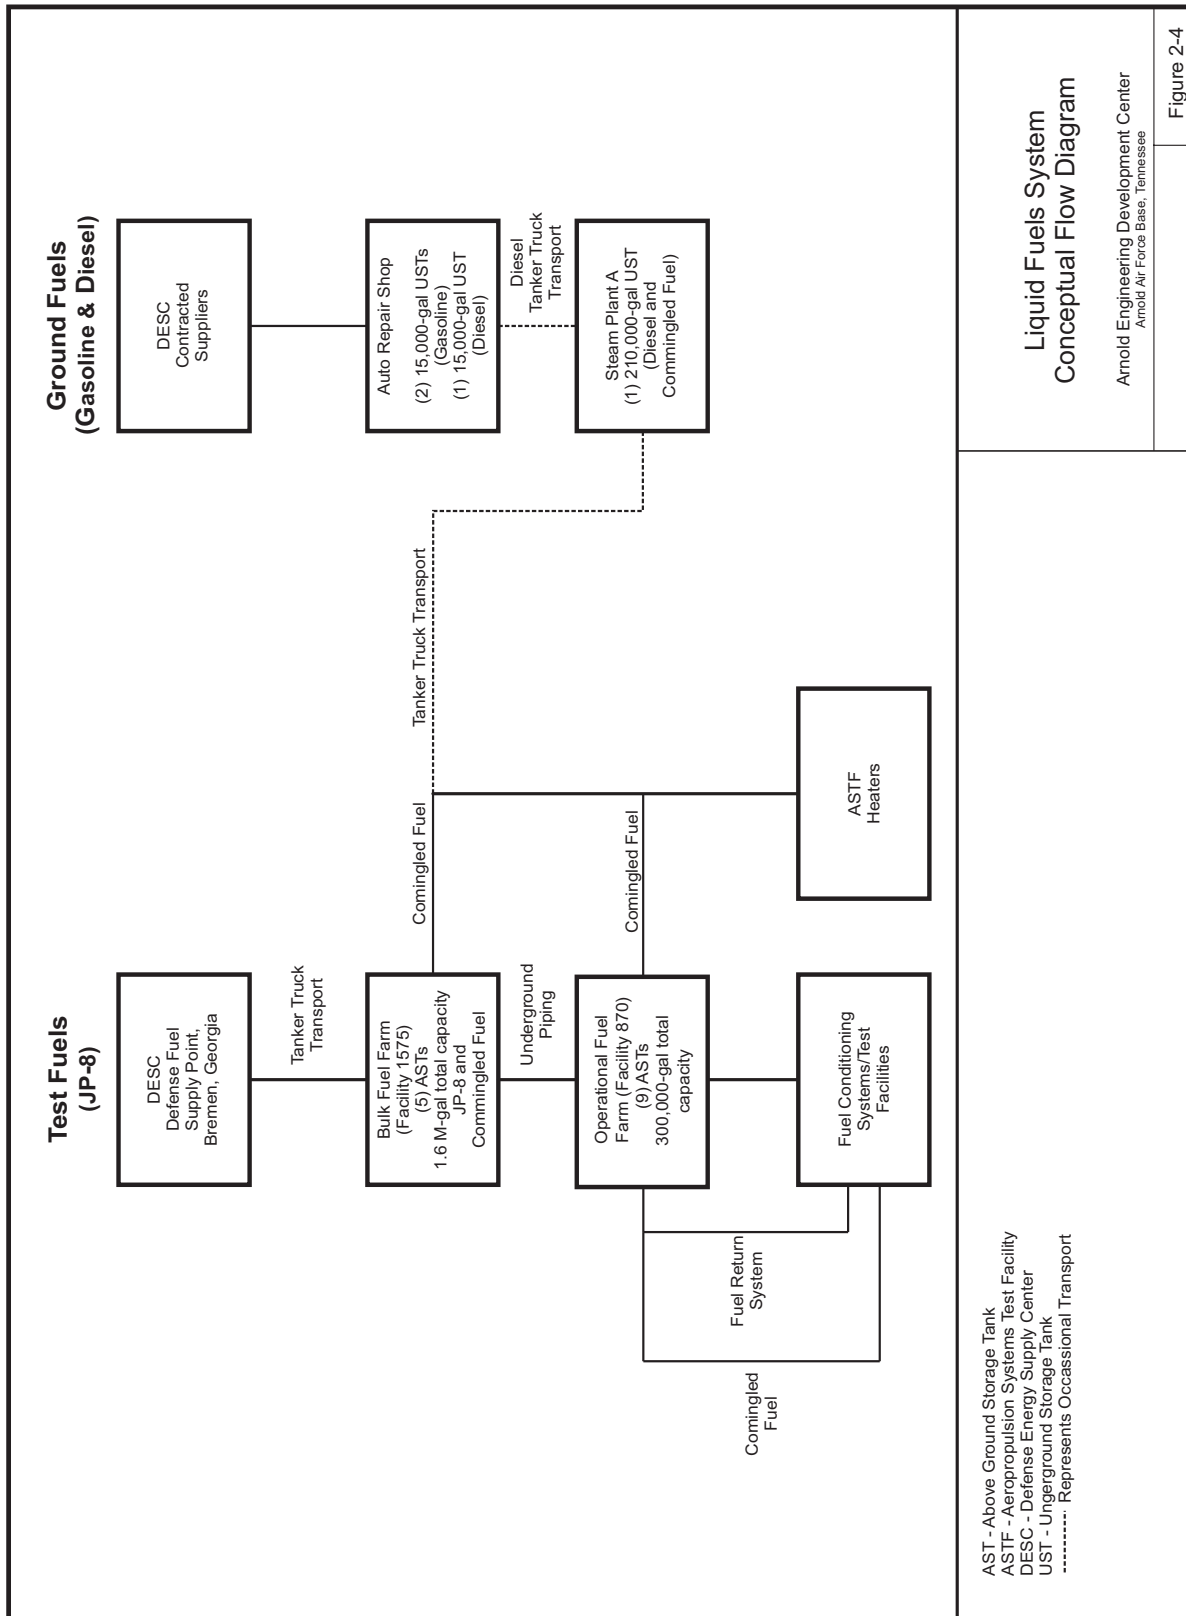 Test Fuels
(JP-8)
DESC
Defense Fuel
Supply Point,
Bremen, Georgia
Tanker Truck
Transport
Bulk Fuel Farm
(Facility 1575)
(5) ASTs
1.6 M-gal total capacity
JP-8 and
Commingled Fuel
Underground
Piping
Operational Fuel
Farm (Facility 870)
(9) ASTs
300,000-gal total
capacity
Fuel Conditioning
Systems/Test
Facilities
Fuel Return
System
Comingled
Fuel
Comingled Fuel
Comingled Fuel
ASTF
Heaters
Tanker Truck Transport
Ground Fuels
(Gasoline & Diesel)
DESC
Contracted
Suppliers
Auto Repair Shop
(2) 15,000-gal USTs
(Gasoline)
(1) 15,000-gal UST
(Diesel)
Diesel
Tanker Truck
Transport
Steam Plant A
(1) 210,000-gal UST
(Diesel and
Commingled Fuel)
AST - Above Ground Storage Tank
ASTF - Aeropropulsion Systems Test Facility
DESC - Defense Energy Supply Center
UST - Ungerground Storage Tank
--------- Represents Occassional Transport
Liquid Fuels System
Conceptual Flow Diagram
Arnold Engineering Development Center
Arnold Air Force Base, Tennessee
Figure 2-4